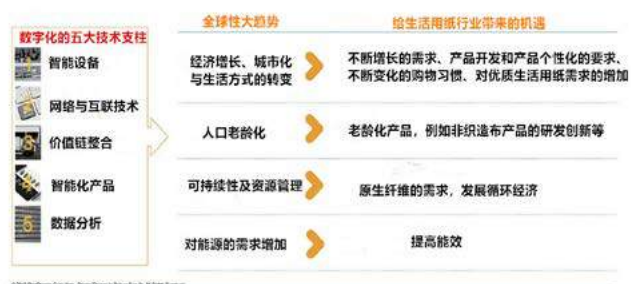 数字化的五大技术支柱
1 智能设备
2 网络与互联技术
3 价值链整合
4 智能化产品
5 数据分析
全球性大趋势
给生活用纸行业带来的机遇
经济增长、城市化
与生活方式的转变
不断增长的需求、产品开发和产品个性化的要求、
不断变化的购物习惯、对优质生活用纸需求的增加
人口老龄化
老龄化产品，例如非织造布产品的研发创新等
可持续性及资源管理
原生纤维的需求，发展循环经济
对能源的需求增加
提高能效